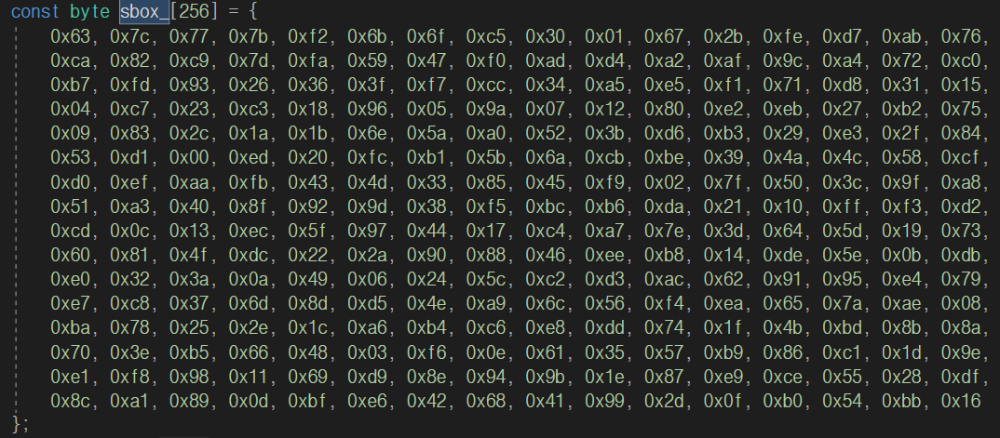 const byte sbox_[256] = {
0x63, 0x7c, 0x77, 0x7b, 0xf2, 0x6b, 0x6f, 0xc5, 0x30, 0x01, 0x67, 0x2b, 0xfe, 0xd7, 0xab, 0x76,
0xca, 0x82, 0xc9, 0x7d, 0xfa, 0x59, 0x47, 0xf0, 0xad, 0xd4, 0xa2, 0xaf, 0x9c, 0xa4, 0x72, 0xc0,
0xb7, 0xfd, 0x93, 0x26, 0x36, 0x3f, 0xf7, 0xcc, 0x34, 0xa5, 0xe5, 0xf1, 0x71, 0xd8, 0x31, 0x15,
0x04, 0xc7, 0x23, 0xc3, 0x18, 0x96, 0x05, 0x9a, 0x07, 0x12, 0x80, 0xe2, 0xeb, 0x27, 0xb2, 0x75,
0x09, 0x83, 0x2c, 0x1a, 0x1b, 0x6e, 0x5a, 0xa0, 0x52, 0x3b, 0xd6, 0xb3, 0x29, 0xe3, 0x2f, 0x84,
0x53, 0xd1, 0x00, 0xed, 0x20, 0xfc, 0xb1, 0x5b, 0x6a, 0xcb, 0xbe, 0x39, 0x4a, 0x4c, 0x58, 0xcf,
0xd0, 0xef, 0xaa, 0xfb, 0x43, 0x4d, 0x33, 0x85, 0x45, 0xf9, 0x02, 0x7f, 0x50, 0x3c, 0x9f, 0xa8,
0x51, 0xa3, 0x40, 0x8f, 0x92, 0x9d, 0x38, 0xf5, 0xbc, 0xb6, 0xda, 0x21, 0x10, 0xff, 0xf3, 0xd2,
0xcd, 0x0c, 0x13, 0xec, 0x5f, 0x97, 0x44, 0x17, 0xc4, 0xa7, 0x7e, 0x3d, 0x64, 0x5d, 0x19, 0x73,
0x60, 0x81, 0x4f, 0xdc, 0x22, 0x2a, 0x90, 0x88, 0x46, 0xee, 0xb8, 0x14, 0xde, 0x5e, 0x0b, 0xdb,
0xe0, 0x32, 0x3a, 0x0a, 0x49, 0x06, 0x24, 0x5c, 0xc2, 0xd3, 0xac, 0x62, 0x91, 0x95, 0xe4, 0x79,
0xe7, 0xc8, 0x37, 0x6d, 0x8d, 0xd5, 0x4e, 0xa9, 0x6c, 0x56, 0xf4, 0xea, 0x65, 0x7a, 0xae, 0x08,
0xba, 0x78, 0x25, 0x2e, 0x1c, 0xa6, 0xb4, 0xc6, 0xe8, 0xdd, 0x74, 0x1f, 0x4b, 0xbd, 0x8b, 0x8a,
0x70, 0x3e, 0xb5, 0x66, 0x48, 0x03, 0xf6, 0x0e, 0x61, 0x35, 0x57, 0xb9, 0x86, 0xc1, 0x1d, 0x9e,
0xe1, 0xf8, 0x98, 0x11, 0x69, 0xd9, 0x8e, 0x94, 0x9b, 0x1e, 0x87, 0xe9, 0xce, 0x55, 0x28, 0xdf,
0x8c, 0xa1, 0x89, 0x0d, 0xbf, 0xe6, 0x42, 0x68, 0x41, 0x99, 0x2d, 0x0f, 0xb0, 0x54, 0xbb, 0x16
};